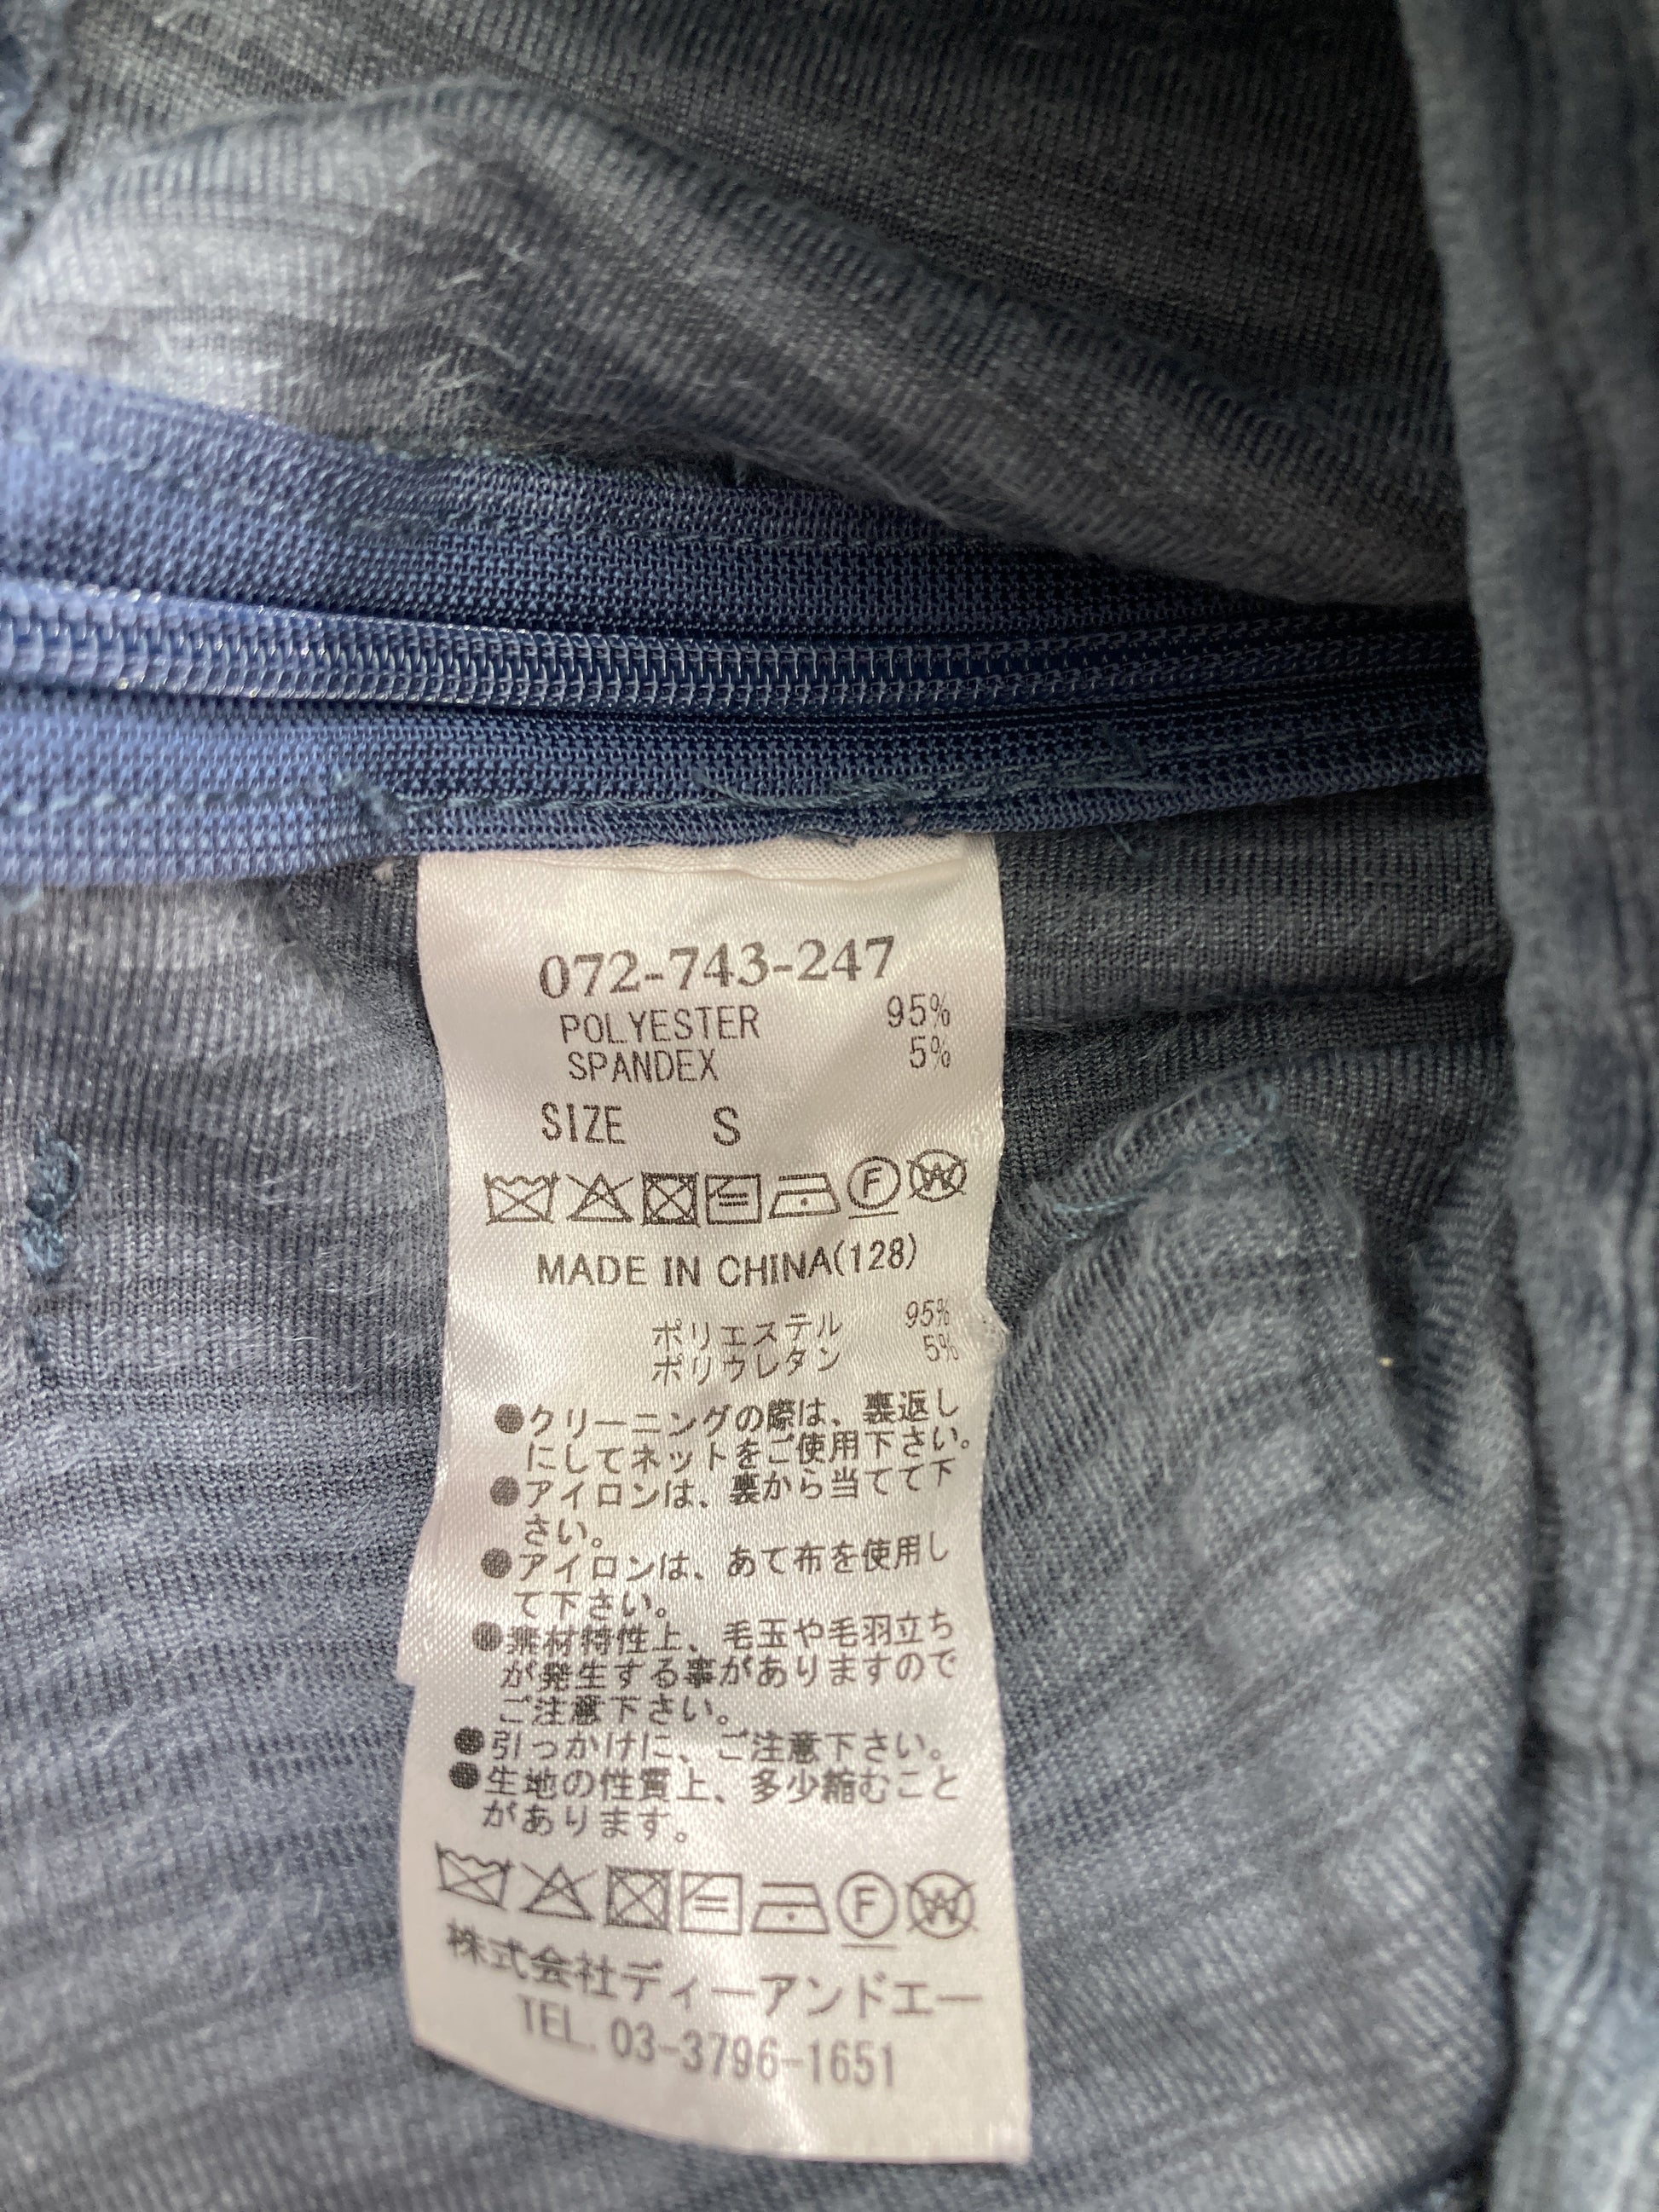 072-743-247
POLYESTER 95%
SPANDEX 5%
SIZE S
F W
MADE IN CHINA(128)
ポリエステル 95%
ポリウレタン 5%
●クリーニングの際は、裏返し
にしてネットをご使用下さい。
●アイロンは、裏から当てて下
さい。
●アイロンは、あて布を使用し
て下さい。
●素材特性上、毛玉や毛羽立ち
が発生する事がありますので
ご注意下さい。
●引っかけに、ご注意下さい。
●生地の性質上、多少縮むこと
があります。
F W
株式会社ディーアンドエー
TEL. 03-3796-1651